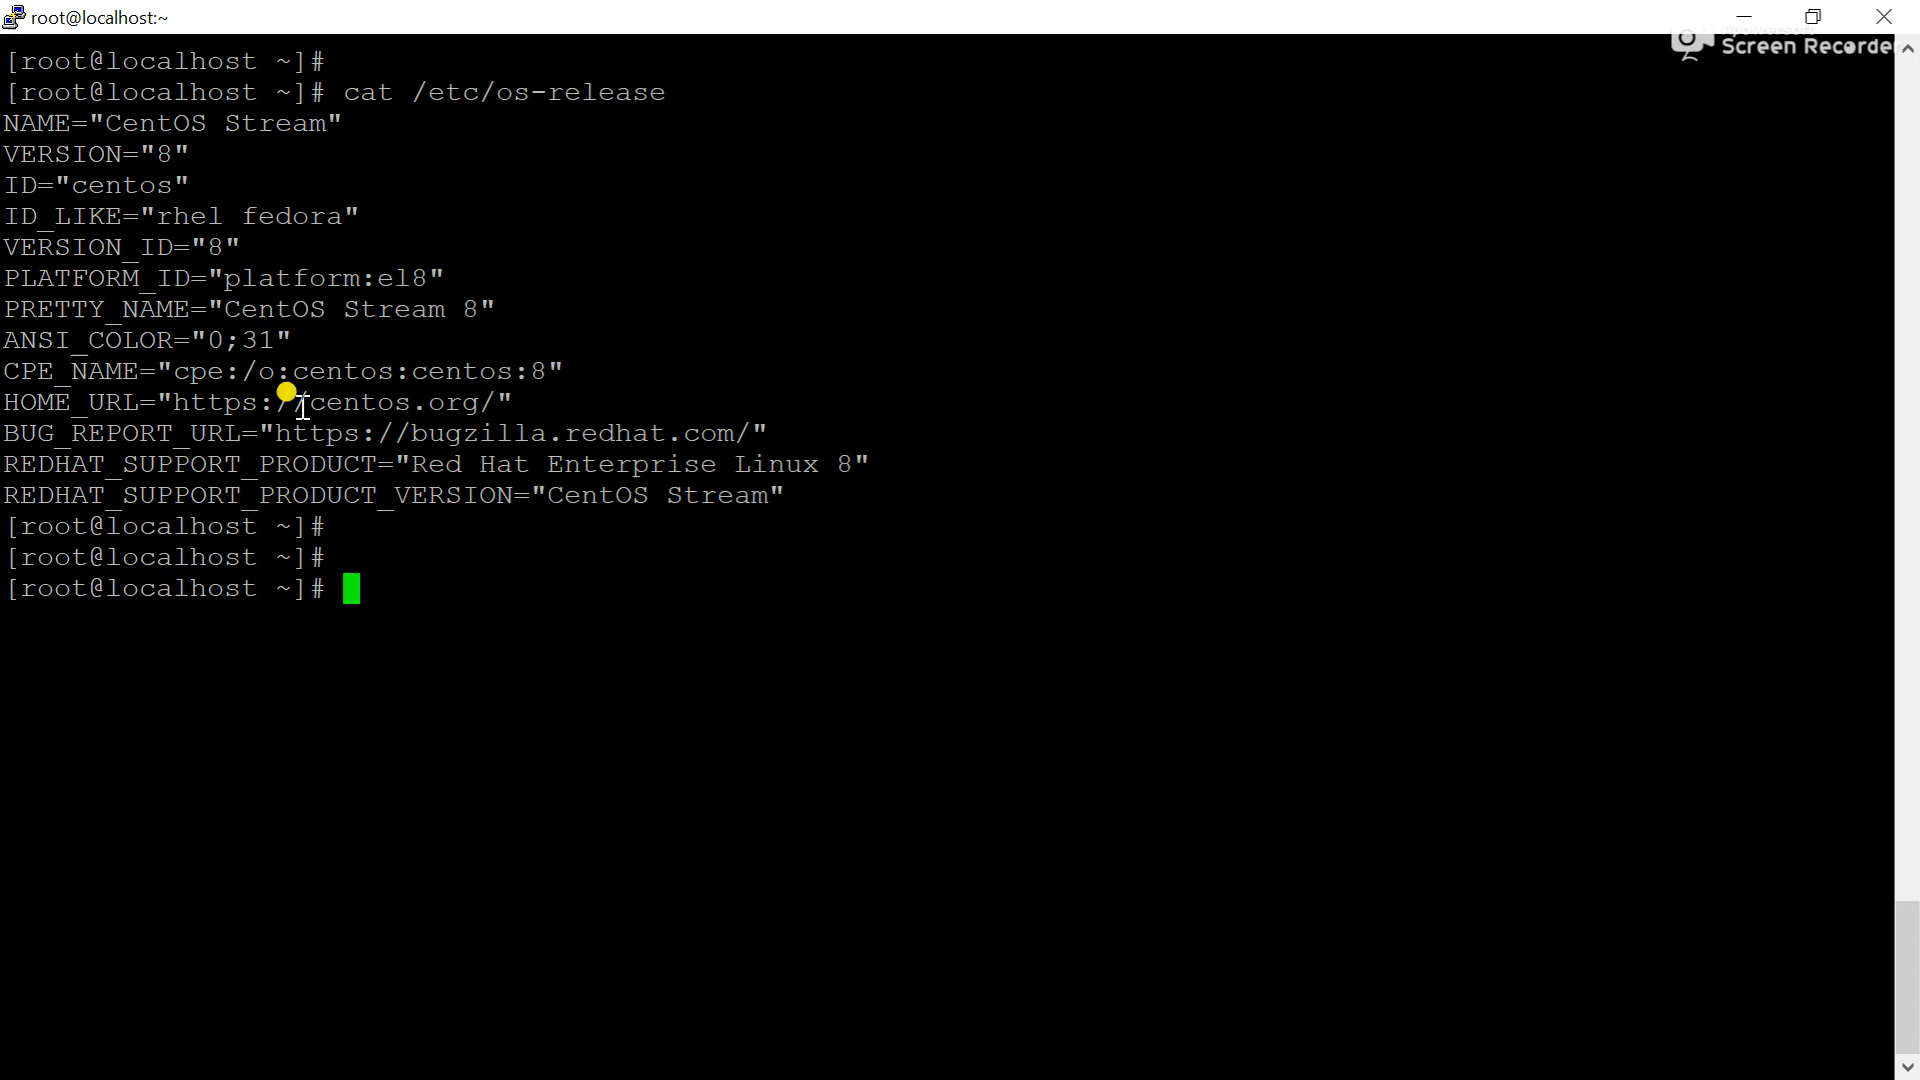 root@localhost:~
Screen Recorder
[root@localhost ~]#
[root@localhost ~]# cat /etc/os-release
NAME="CentOS Stream"
VERSION="8"
ID="centos"
ID_LIKE="rhel fedora"
VERSION_ID="8"
PLATFORM_ID="platform:el8"
PRETTY_NAME="CentOS Stream 8"
ANSI_COLOR="0;31"
CPE_NAME="cpe:/o:centos:centos:8"
HOME_URL="https://centos.org/"
BUG_REPORT_URL="https://bugzilla.redhat.com/"
REDHAT_SUPPORT_PRODUCT="Red Hat Enterprise Linux 8"
REDHAT_SUPPORT_PRODUCT_VERSION="CentOS Stream"
[root@localhost ~]#
[root@localhost ~]#
[root@localhost ~]#